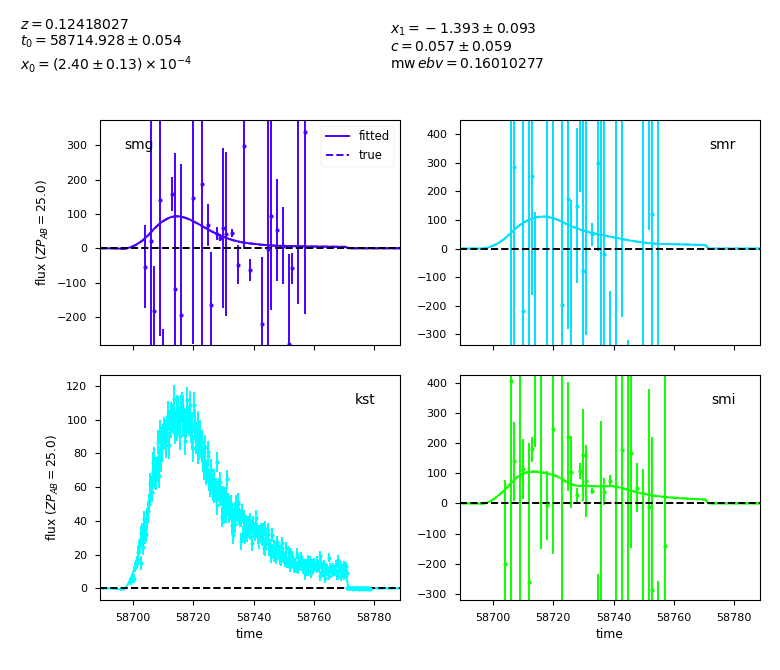 z = 0.12418027
t₀ = 58714.928 ± 0.054
x₀ = (2.40 ± 0.13) × 10⁻⁴
x₁ = −1.393 ± 0.093
c = 0.057 ± 0.059
mw ebv = 0.16010277
smg
fitted
true
300
200
100
0
−100
−200
flux (ZP_AB = 25.0)
smr
400
300
200
100
0
−100
−200
−300
kst
120
100
80
60
40
20
0
flux (ZP_AB = 25.0)
58700 58720 58740 58760 58780
time
smi
400
300
200
100
0
−100
−200
−300
58700 58720 58740 58760 58780
time